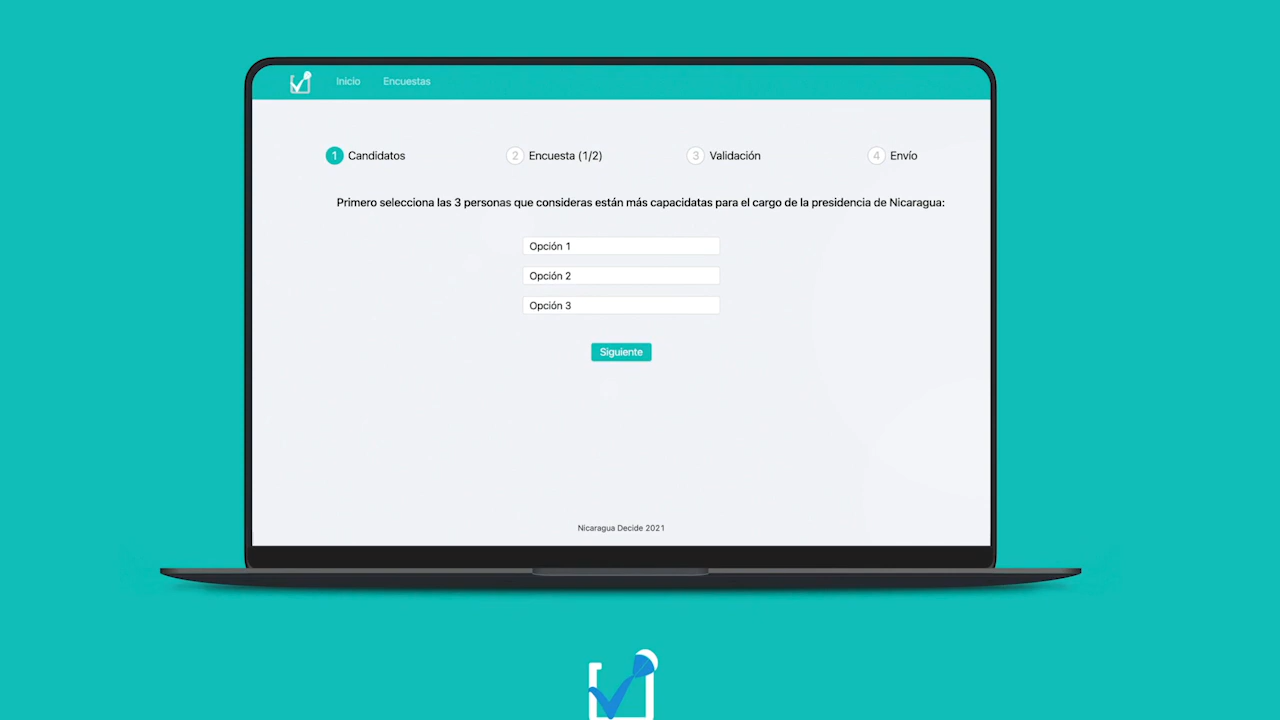 Inicio
Encuestas
1 Candidatos
2 Encuesta (1/2)
3 Validación
4 Envío
Primero selecciona las 3 personas que consideras están más capacidatas para el cargo de la presidencia de Nicaragua:
Opción 1
Opción 2
Opción 3
Siguiente
Nicaragua Decide 2021